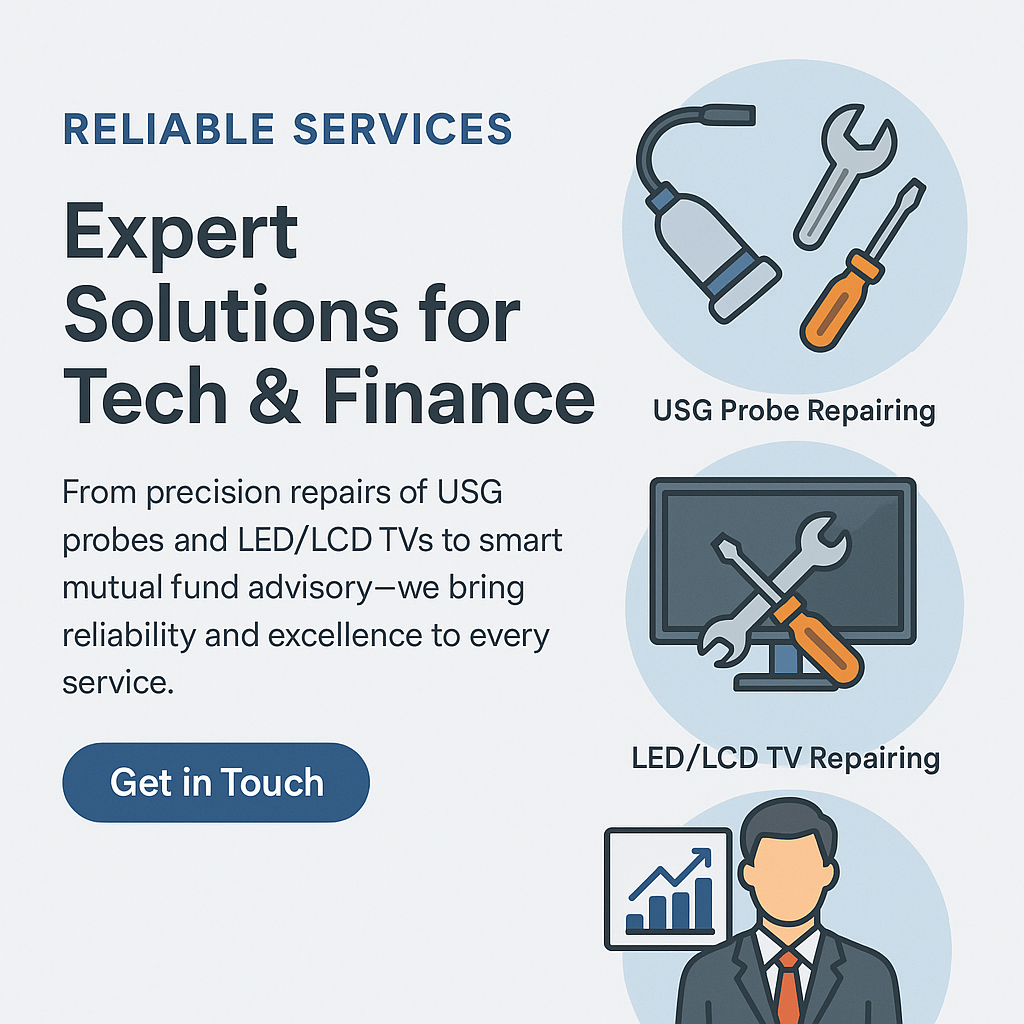 RELIABLE SERVICES
Expert
Solutions for
Tech & Finance
From precision repairs of USG
probes and LED/LCD TVs to smart
mutual fund advisory—we bring
reliability and excellence to every
service.
Get in Touch
USG Probe Repairing
LED/LCD TV Repairing